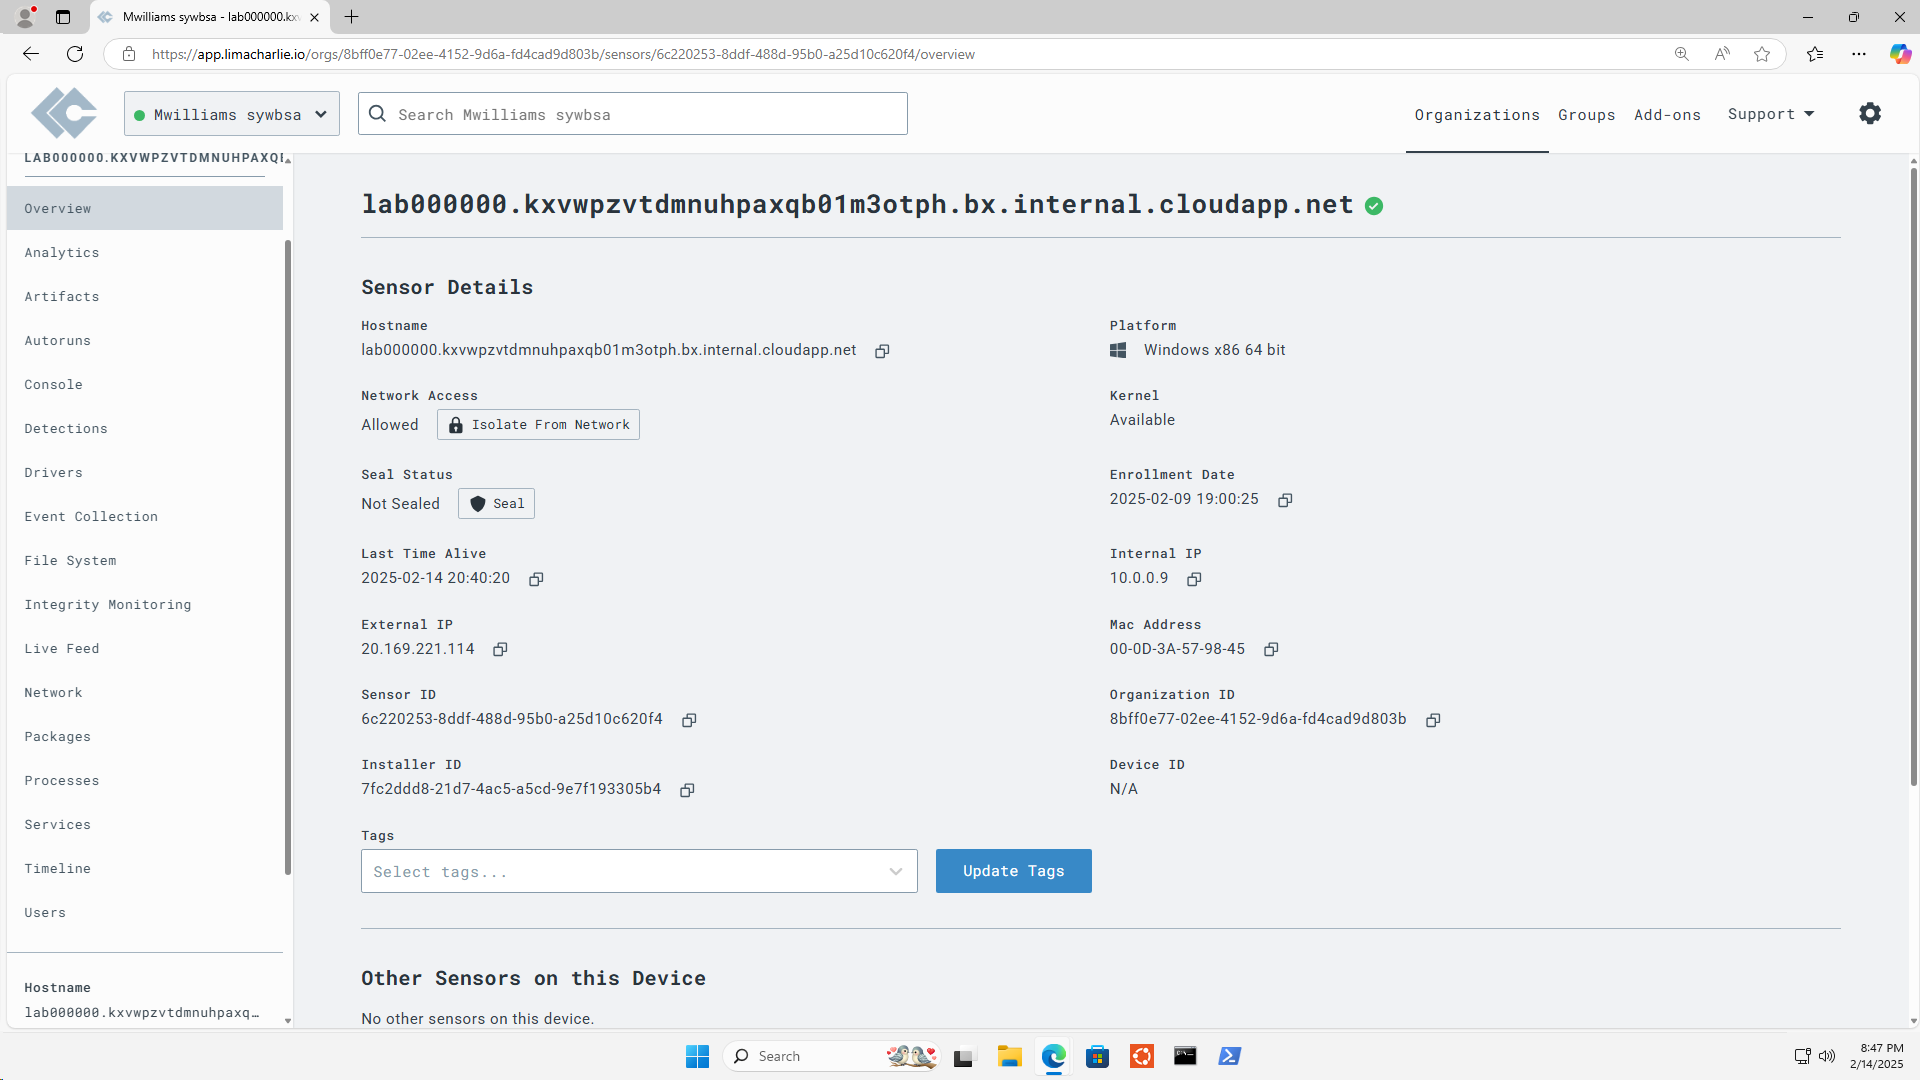 Mwilliams sywbsa - lab000000.kxv
https://app.limacharlie.io/orgs/8bff0e77-02ee-4152-9d6a-fd4cad9d803b/sensors/6c220253-8ddf-488d-95b0-a25d10c620f4/overview
Mwilliams sywbsa
Search Mwilliams sywbsa
Organizations
Groups
Add-ons
Support
LAB000000.KXVWPZVTDMNUHPAXQB
Overview
Analytics
Artifacts
Autoruns
Console
Detections
Drivers
Event Collection
File System
Integrity Monitoring
Live Feed
Network
Packages
Processes
Services
Timeline
Users
Hostname
lab000000.kxvwpzvtdmnuhpaxq…
lab000000.kxvwpzvtdmnuhpaxqb01m3otph.bx.internal.cloudapp.net
Sensor Details
Hostname
lab000000.kxvwpzvtdmnuhpaxqb01m3otph.bx.internal.cloudapp.net
Platform
Windows x86 64 bit
Network Access
Allowed
Isolate From Network
Kernel
Available
Seal Status
Not Sealed
Seal
Enrollment Date
2025-02-09 19:00:25
Last Time Alive
2025-02-14 20:40:20
Internal IP
10.0.0.9
External IP
20.169.221.114
Mac Address
00-0D-3A-57-98-45
Sensor ID
6c220253-8ddf-488d-95b0-a25d10c620f4
Organization ID
8bff0e77-02ee-4152-9d6a-fd4cad9d803b
Installer ID
7fc2ddd8-21d7-4ac5-a5cd-9e7f193305b4
Device ID
N/A
Tags
Select tags...
Update Tags
Other Sensors on this Device
No other sensors on this device.
Search
8:47 PM
2/14/2025